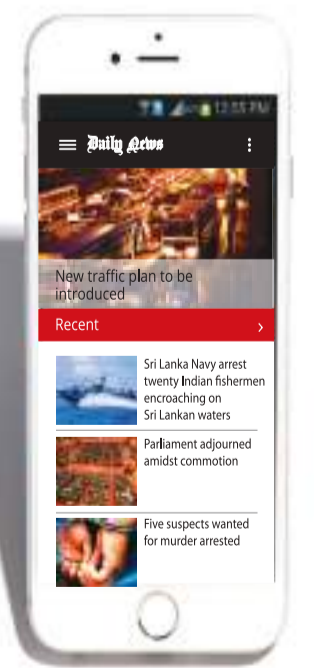 12:55 PM
Daily News
New traffic plan to be
introduced
Recent
Sri Lanka Navy arrest
twenty Indian fishermen
encroaching on
Sri Lankan waters
Parliament adjourned
amidst commotion
Five suspects wanted
for murder arrested